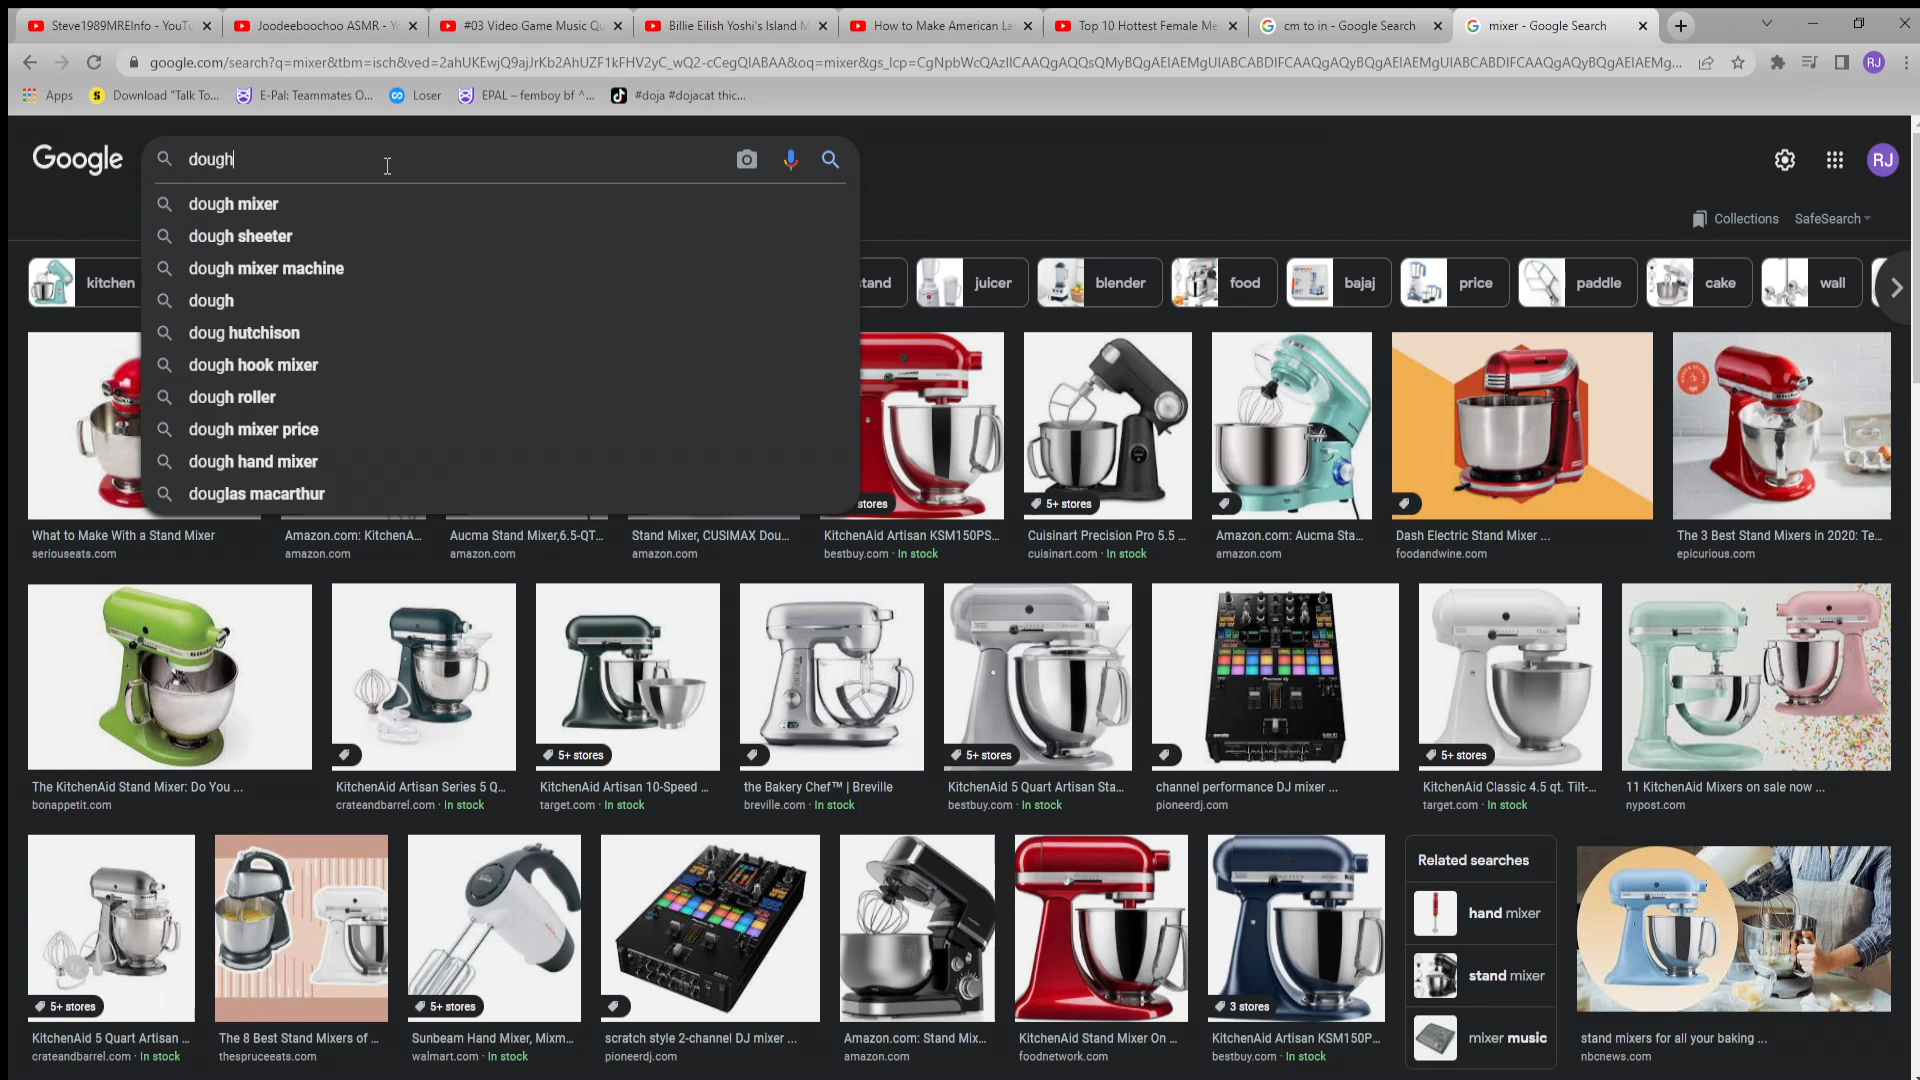 Steve1989MREInfo - YouTu
Joodeeboochoo ASMR - Yo
#03 Video Game Music Qu
Billie Eilish Yoshi's Island M
How to Make American La
Top 10 Hottest Female Me
cm to in - Google Search
mixer - Google Search
google.com/search?q=mixer&tbm=isch&ved=2ahUKEwjQ9ajJrKb2AhUZF1kFHV2yC_wQ2-cCegQIABAA&oq=mixer&gs_lcp=CgNpbWcQAzIICAAQgAQQsQMyBQgAEIAEMgUIABCABDIFCAAQgAQyBQgAEIAEMgUIABCABDIFCAAQgAQyBQgAEIAEMg...
RJ
Apps
Download "Talk To...
E-Pal: Teammates O...
Loser
EPAL – femboy bf ^...
#doja #dojacat thic...
Google
dough
RJ
dough mixer
dough sheeter
dough mixer machine
dough
doug hutchison
dough hook mixer
dough roller
dough mixer price
dough hand mixer
douglas macarthur
Collections
SafeSearch
kitchen
tand
juicer
blender
food
bajaj
price
paddle
cake
wall
stores
5+ stores
What to Make With a Stand Mixer
seriouseats.com
Amazon.com: KitchenA...
amazon.com
Aucma Stand Mixer,6.5-QT...
amazon.com
Stand Mixer, CUSIMAX Dou...
amazon.com
KitchenAid Artisan KSM150PS...
bestbuy.com · In stock
Cuisinart Precision Pro 5.5 ...
cuisinart.com · In stock
Amazon.com: Aucma Sta...
amazon.com
Dash Electric Stand Mixer ...
foodandwine.com
The 3 Best Stand Mixers in 2020: Te...
epicurious.com
5+ stores
5+ stores
5+ stores
The KitchenAid Stand Mixer: Do You ...
bonappetit.com
KitchenAid Artisan Series 5 Q...
crateandbarrel.com · In stock
KitchenAid Artisan 10-Speed ...
target.com · In stock
the Bakery Chef™ | Breville
breville.com · In stock
KitchenAid 5 Quart Artisan Sta...
bestbuy.com · In stock
channel performance DJ mixer ...
pioneerdj.com
KitchenAid Classic 4.5 qt. Tilt-...
target.com · In stock
11 KitchenAid Mixers on sale now ...
nypost.com
5+ stores
5+ stores
3 stores
Related searches
hand mixer
stand mixer
mixer music
KitchenAid 5 Quart Artisan ...
crateandbarrel.com · In stock
The 8 Best Stand Mixers of ...
thespruceeats.com
Sunbeam Hand Mixer, Mixm...
walmart.com · In stock
scratch style 2-channel DJ mixer ...
pioneerdj.com
Amazon.com: Stand Mix...
amazon.com
KitchenAid Stand Mixer On ...
foodnetwork.com
KitchenAid Artisan KSM150P...
bestbuy.com · In stock
stand mixers for all your baking ...
nbcnews.com